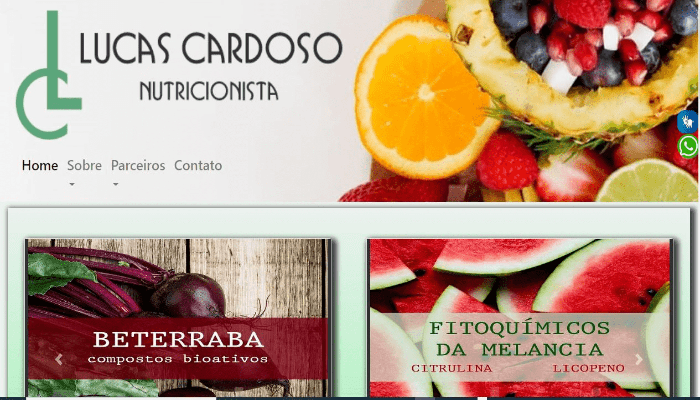 LUCAS CARDOSO
NUTRICIONISTA
Home Sobre Parceiros Contato
BETERRABA
compostos bioativos
FITOQUÍMICOS
DA MELANCIA
CITRULINA LICOPENO